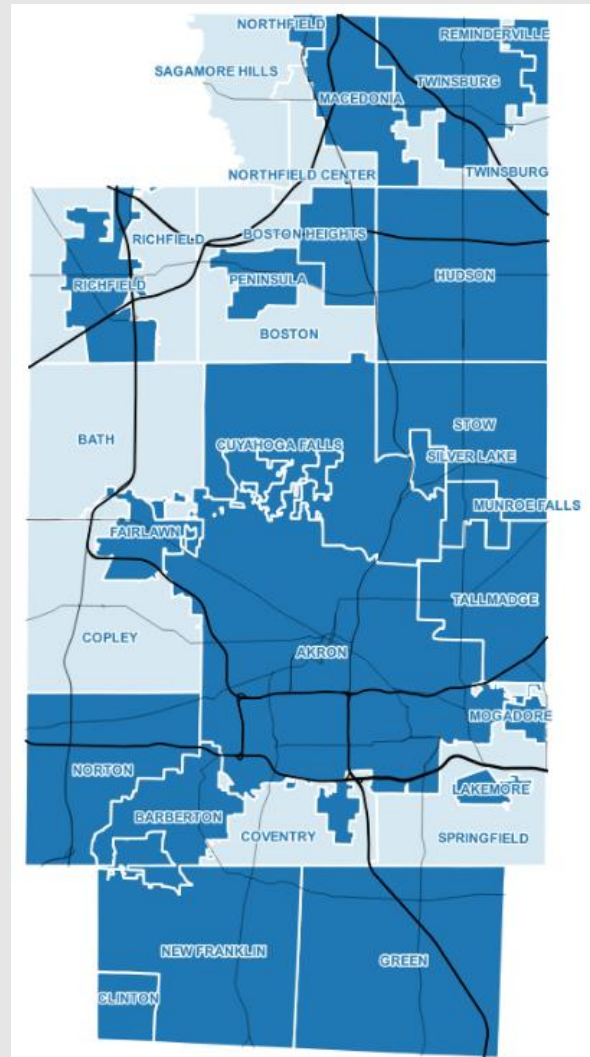 NORTHFIELD
REMINDERVILLE
SAGAMORE HILLS
TWINSBURG
MACEDONIA
NORTHFIELD CENTER
TWINSBURG
RICHFIELD
BOSTON HEIGHTS
HUDSON
PENINSULA
RICHFIELD
BOSTON
STOW
BATH
CUYAHOGA FALLS
SILVER LAKE
MUNROE FALLS
FAIRLAWN
TALLMADGE
COPLEY
AKRON
MOGADORE
NORTON
LAKEMORE
BARBERTON
COVENTRY
SPRINGFIELD
NEW FRANKLIN
GREEN
CLINTON